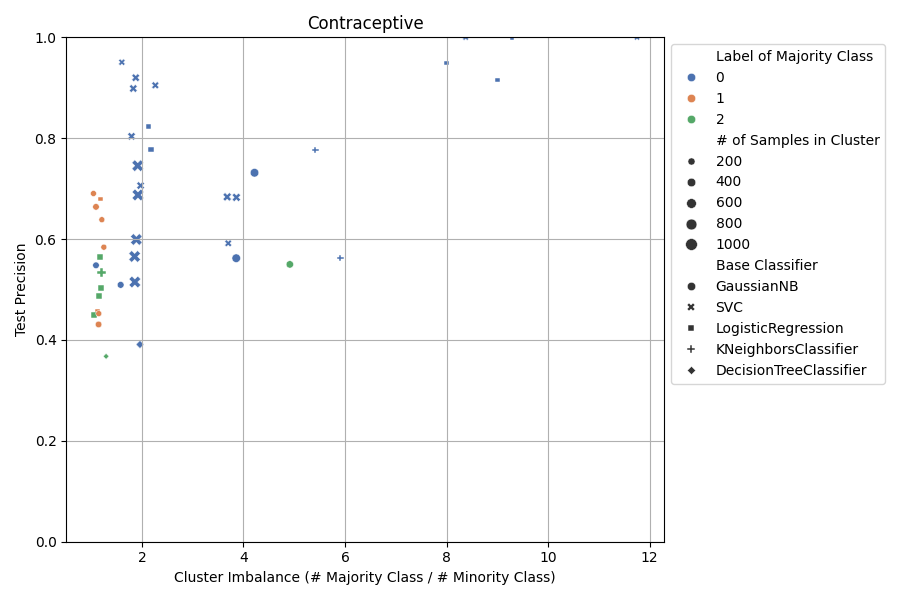 Contraceptive
1.0
0.8
0.6
0.4
0.2
0.0
Test Precision
2
4
6
8
10
12
Cluster Imbalance (# Majority Class / # Minority Class)
Label of Majority Class
0
1
2
# of Samples in Cluster
200
400
600
800
1000
Base Classifier
GaussianNB
SVC
LogisticRegression
KNeighborsClassifier
DecisionTreeClassifier